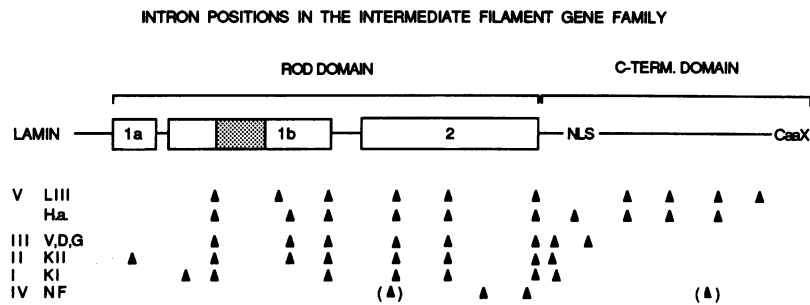 INTRON POSITIONS IN THE INTERMEDIATE FILAMENT GENE FAMILY
ROD DOMAIN C-TERM. DOMAIN
LAMIN 1a 1b 2 NLS CaaX
V LIII
H.a.
III V,D,G
II KII
I KI
IV NF ( ) ( )